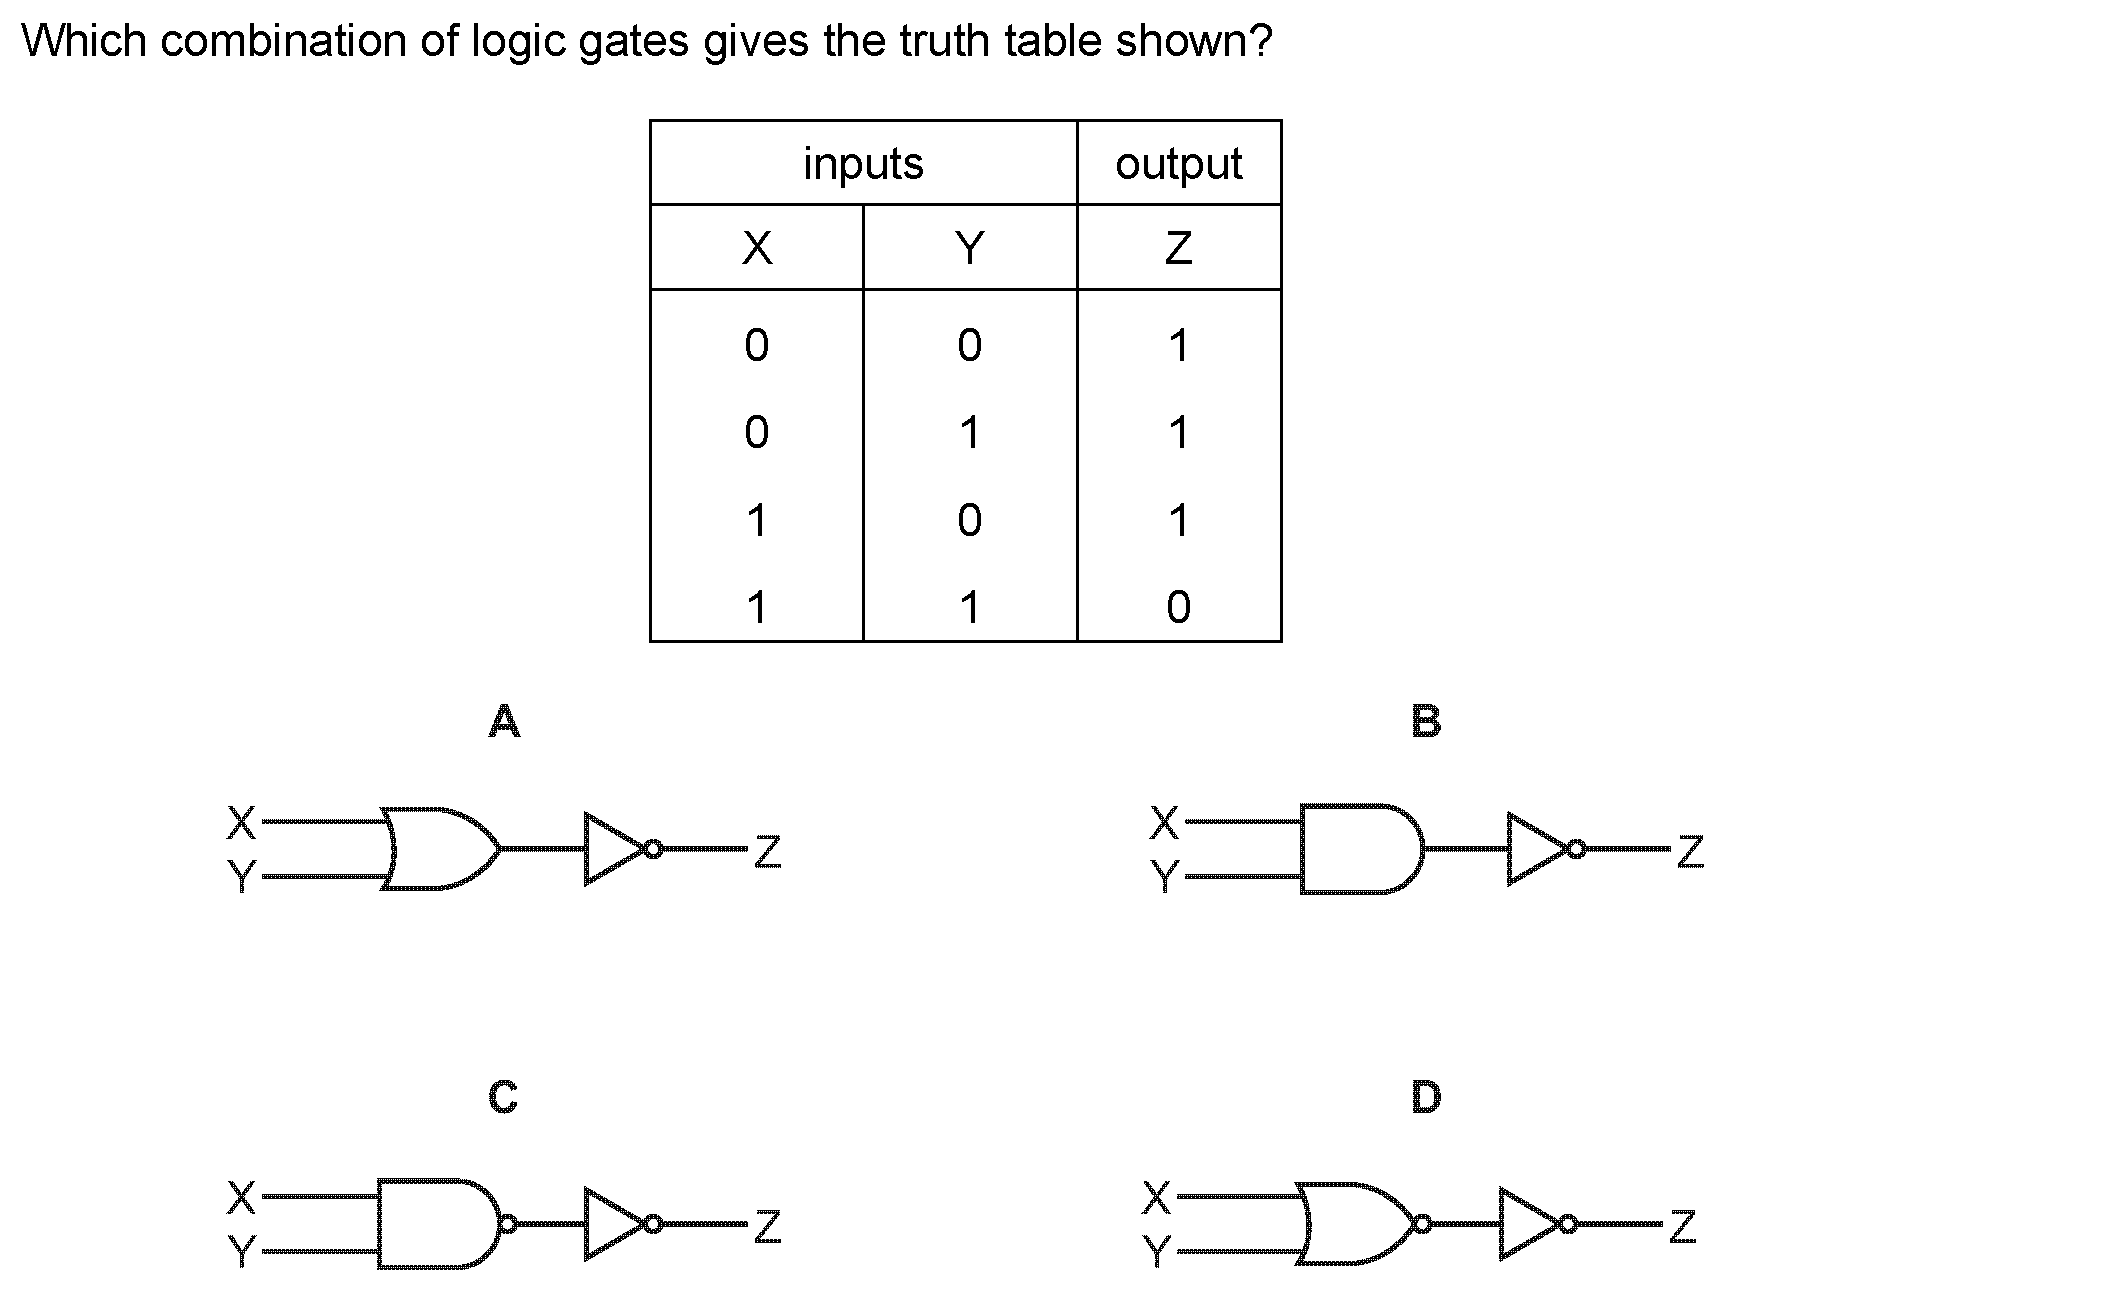 Which combination of logic gates gives the truth table shown?
inputs output
X Y Z
0 0 1
0 1 1
1 0 1
1 1 0
A B
X
Y
Z
X
Y
Z
C D
X
Y
Z
X
Y
Z